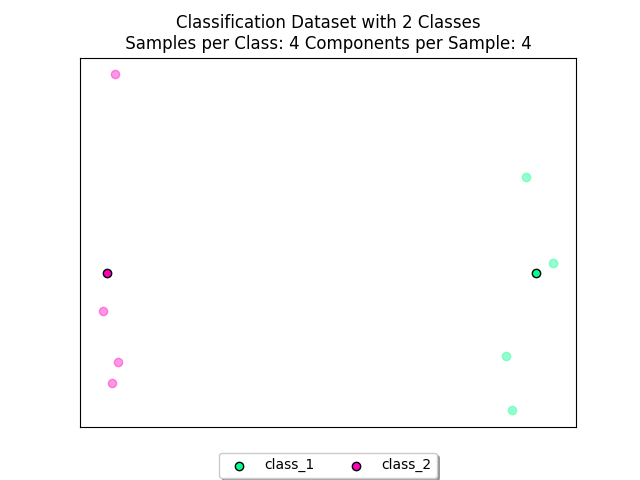 Classification Dataset with 2 Classes
Samples per Class: 4 Components per Sample: 4
class_1 class_2